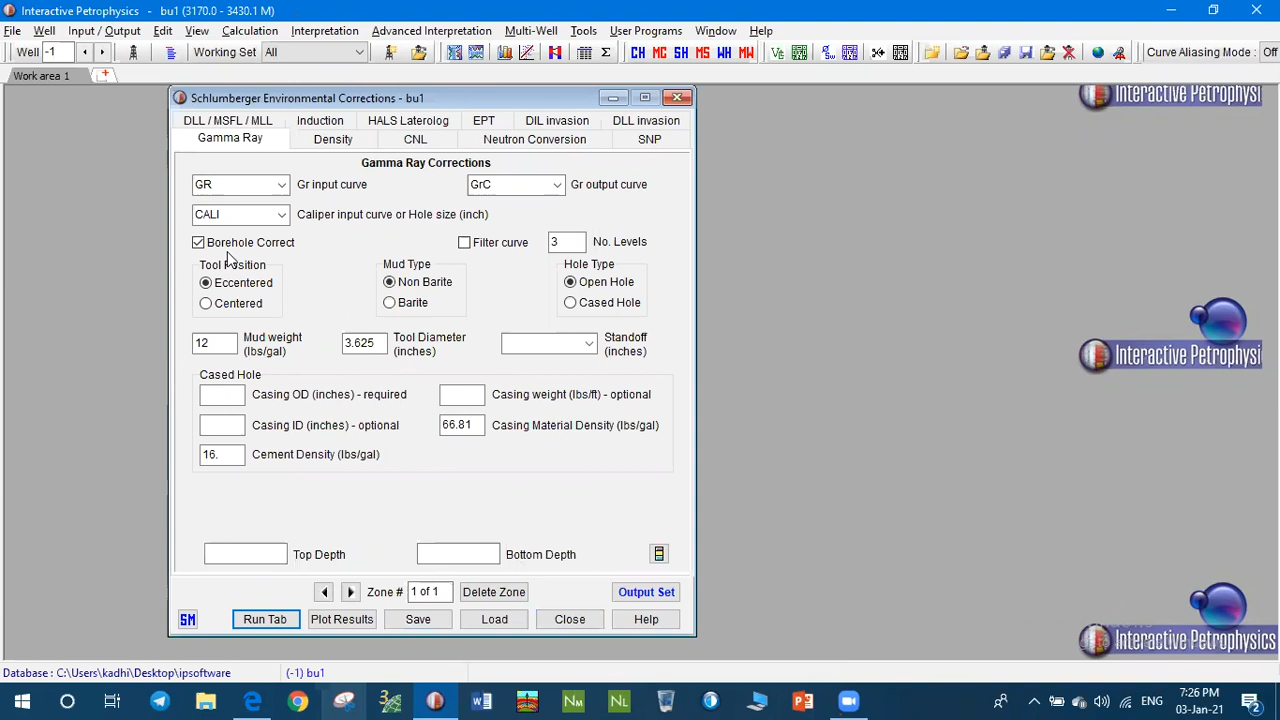 Interactive Petrophysics - bu1 (3170.0 - 3430.1 M)
File Well Input / Output Edit View Calculation Interpretation Advanced Interpretation Multi-Well Tools User Programs Window Help
Well -1 Working Set All CH MC SH MS WH MW Curve Aliasing Mode : Off
Work area 1
Schlumberger Environmental Corrections - bu1
DLL / MSFL / MLL Induction HALS Laterolog EPT DIL invasion DLL invasion
Gamma Ray Density CNL Neutron Conversion SNP
Gamma Ray Corrections
GR Gr input curve GrC Gr output curve
CALI Caliper input curve or Hole size (inch)
Borehole Correct Filter curve 3 No. Levels
Tool Position Mud Type Hole Type
Eccentered Non Barite Open Hole
Centered Barite Cased Hole
12 Mud weight (lbs/gal) 3.625 Tool Diameter (inches) Standoff (inches)
Cased Hole
Casing OD (inches) - required Casing weight (lbs/ft) - optional
Casing ID (inches) - optional 66.81 Casing Material Density (lbs/gal)
16. Cement Density (lbs/gal)
Top Depth Bottom Depth
Zone # 1 of 1 Delete Zone Output Set
SM Run Tab Plot Results Save Load Close Help
Interactive Petrophysi
Interactive Petrophysi
Interactive Petrophysics
Database : C:\Users\kadhi\Desktop\ipsoftware (-1) bu1
ENG 7:26 PM
03-Jan-21
2